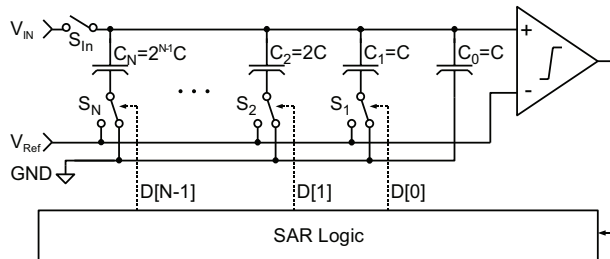 V_IN
S_In
C_N=2^{N-1}C
C_2=2C
C_1=C
C_0=C
+
-
. . .
S_N
S_2
S_1
V_Ref
GND
D[N-1]
D[1]
D[0]
SAR Logic